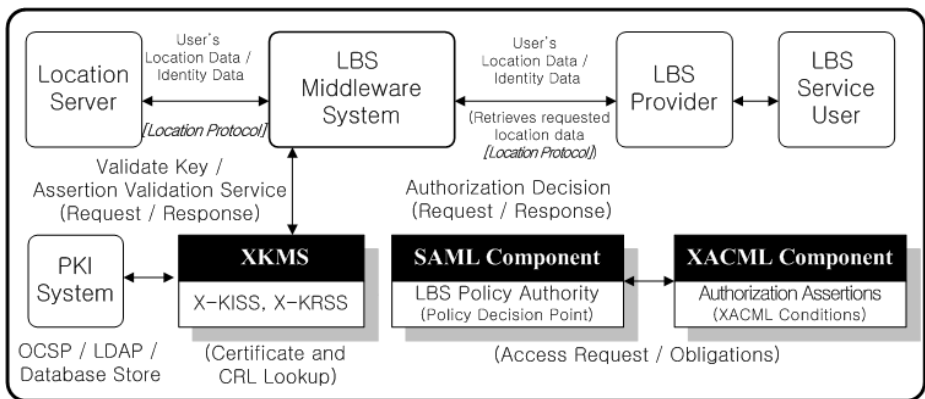 Location
Server
User's
Location Data /
Identity Data
[Location Protocol]
LBS
Middleware
System
User's
Location Data /
Identity Data
(Retrieves requested
location data
[Location Protocol])
LBS
Provider
LBS
Service
User
Validate Key /
Assertion Validation Service
(Request / Response)
Authorization Decision
(Request / Response)
PKI
System
OCSP / LDAP /
Database Store
XKMS
X-KISS, X-KRSS
(Certificate and
CRL Lookup)
SAML Component
LBS Policy Authority
(Policy Decision Point)
XACML Component
Authorization Assertions
(XACML Conditions)
(Access Request / Obligations)